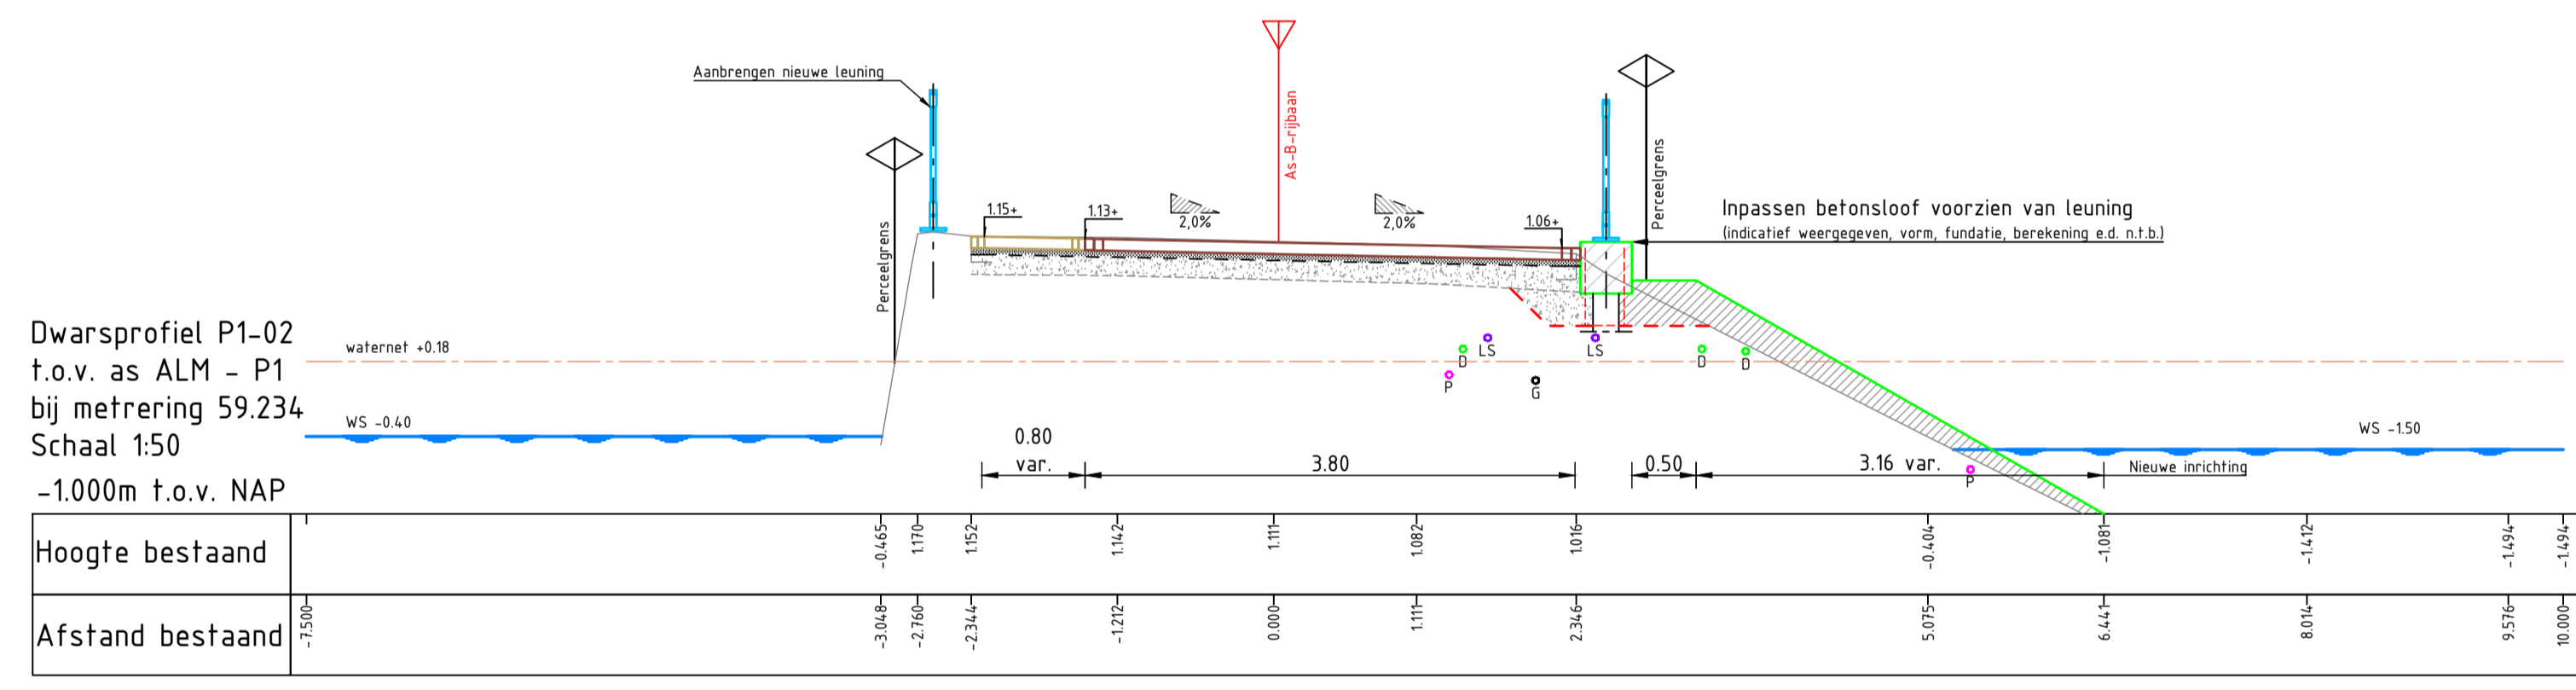 Aanbrengen nieuwe leuning
As-B-rijbaan
Perceelgrens
Perceelgrens
1.15+
1.13+
2,0%
2,0%
1.06+
Inpassen betonsloof voorzien van leuning
(indicatief weergegeven, vorm, fundatie, berekening e.d. n.t.b.)
Dwarsprofiel P1-02
t.o.v. as ALM - P1
bij metrering 59.234
Schaal 1:50
-1.000m t.o.v. NAP
waternet +0.18
D
LS
LS
D
D
P
G
WS -0.40
WS -1.50
0.80
var.
3.80
0.50
3.16 var.
P
Nieuwe inrichting
Hoogte bestaand
-0.465
1.170
1.152
1.142
1.111
1.082
1.016
-0.404
-1.081
-1.412
-1.494
-1.494
Afstand bestaand
-7.500
-3.048
-2.760
-2.344
-1.212
0.000
1.111
2.346
5.075
6.441
8.014
9.576
10.000